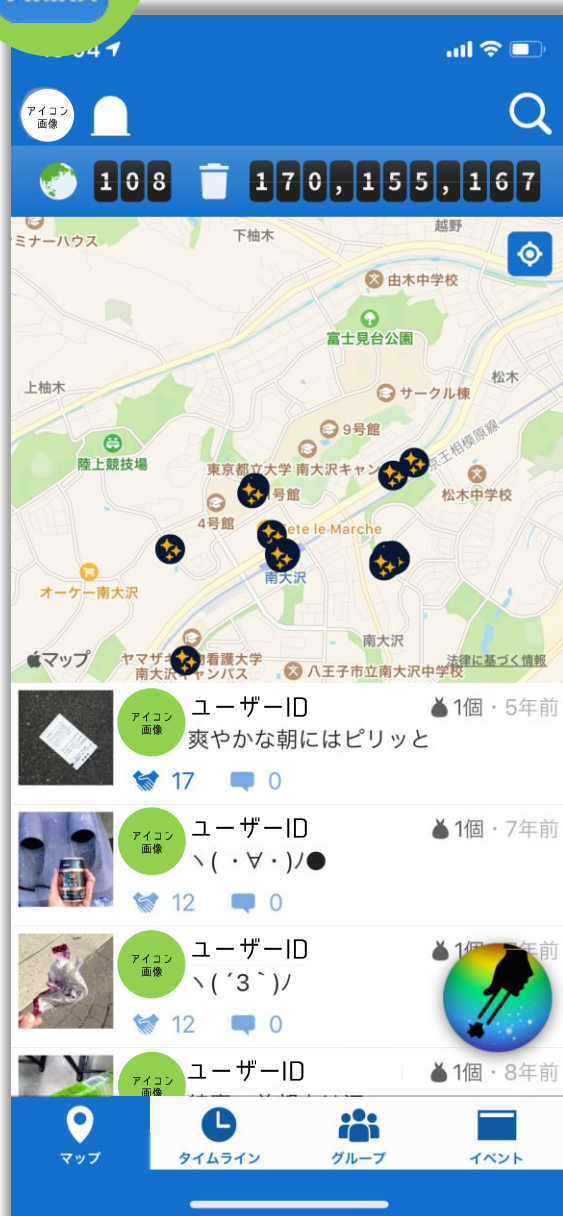 アイコン
画像
108 170,155,167
越野
ミナーハウス
下柚木
由木中学校
富士見台公園
上柚木
松木
サークル棟
9号館
京王相模原線
陸上競技場
東京都立大学 南大沢キャン
号館
松木中学校
4号館
ete le Marche
南大沢
オーケー南大沢
南大沢
マップ
ヤマザキ 看護大学
南大沢キャンパス
八王子市立南大沢中学校
法律に基づく情報
アイコン
画像
ユーザーID
1個・5年前
爽やかな朝にはピリッと
17 0
アイコン
画像
ユーザーID
1個・7年前
ヽ( ・∀・)ﾉ●
12 0
アイコン
画像
ユーザーID
年前
ヽ( ´3｀)ﾉ
12 0
アイコン
画像
ユーザーID
1個・8年前
マップ
タイムライン
グループ
イベント